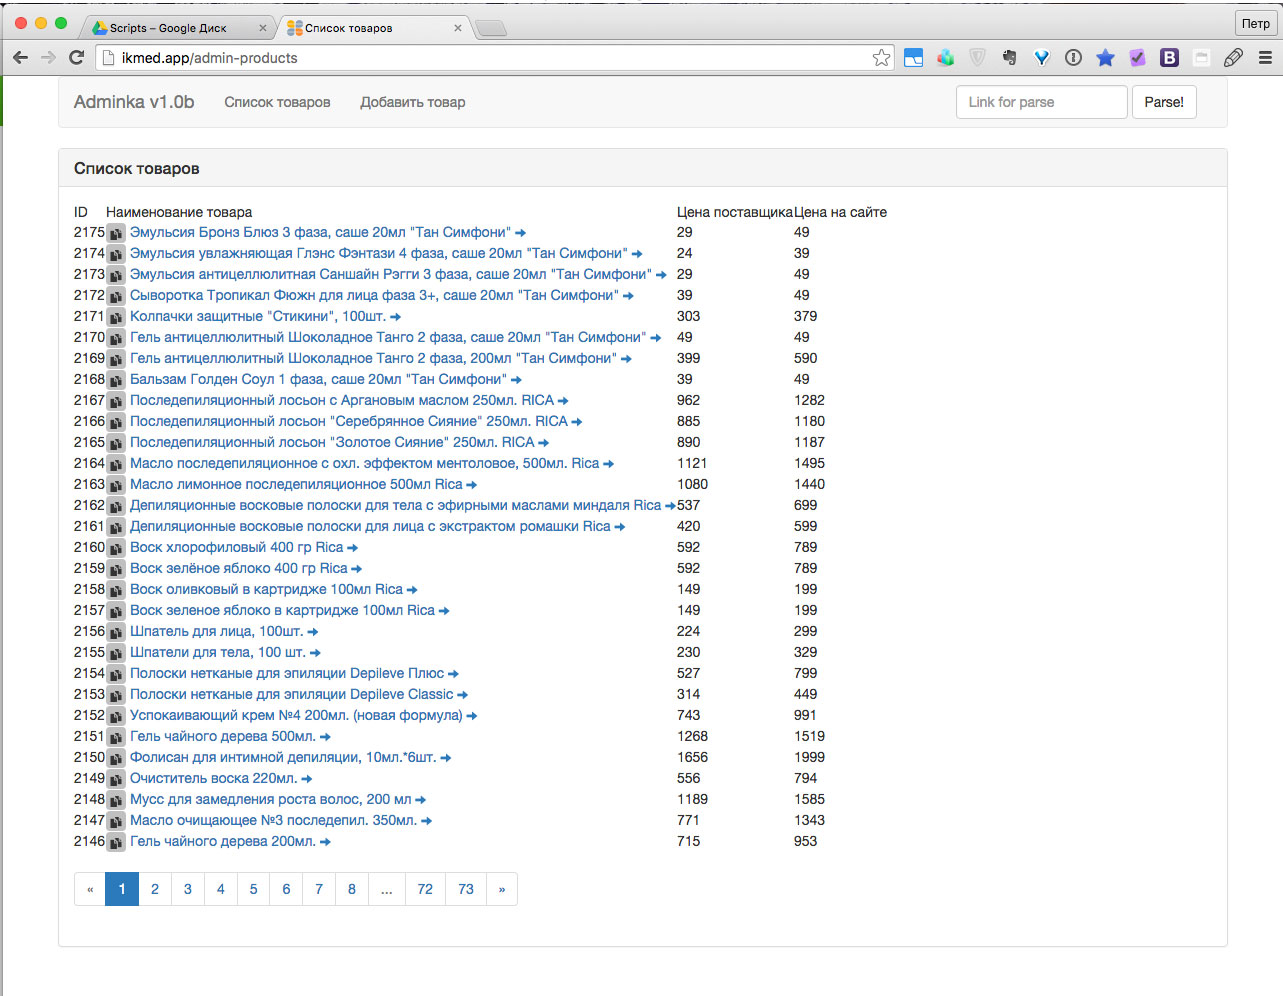 Scripts – Google Диск
Список товаров
Петр
ikmed.app/admin-products
Adminka v1.0b Список товаров Добавить товар Link for parse Parse!
Список товаров
ID Наименование товара Цена поставщика Цена на сайте
2175 Эмульсия Бронз Блюз 3 фаза, саше 20мл "Тан Симфони" 29 49
2174 Эмульсия увлажняющая Глэнс Фэнтази 4 фаза, саше 20мл "Тан Симфони" 24 39
2173 Эмульсия антицеллюлитная Саншайн Рэгги 3 фаза, саше 20мл "Тан Симфони" 29 49
2172 Сыворотка Тропикал Фюжн для лица фаза 3+, саше 20мл "Тан Симфони" 39 49
2171 Колпачки защитные "Стикини", 100шт. 303 379
2170 Гель антицеллюлитный Шоколадное Танго 2 фаза, саше 20мл "Тан Симфони" 49 49
2169 Гель антицеллюлитный Шоколадное Танго 2 фаза, 200мл "Тан Симфони" 399 590
2168 Бальзам Голден Соул 1 фаза, саше 20мл "Тан Симфони" 39 49
2167 Последепиляционный лосьон с Аргановым маслом 250мл. RICA 962 1282
2166 Последепиляционный лосьон "Серебрянное Сияние" 250мл. RICA 885 1180
2165 Последепиляционный лосьон "Золотое Сияние" 250мл. RICA 890 1187
2164 Масло последепиляционное с охл. эффектом ментоловое, 500мл. Rica 1121 1495
2163 Масло лимонное последепиляционное 500мл Rica 1080 1440
2162 Депиляционные восковые полоски для тела с эфирными маслами миндаля Rica 537 699
2161 Депиляционные восковые полоски для лица с экстрактом ромашки Rica 420 599
2160 Воск хлорофиловый 400 гр Rica 592 789
2159 Воск зелёное яблоко 400 гр Rica 592 789
2158 Воск оливковый в картридже 100мл Rica 149 199
2157 Воск зеленое яблоко в картридже 100мл Rica 149 199
2156 Шпатель для лица, 100шт. 224 299
2155 Шпатели для тела, 100 шт. 230 329
2154 Полоски нетканые для эпиляции Depileve Плюс 527 799
2153 Полоски нетканые для эпиляции Depileve Classic 314 449
2152 Успокаивающий крем №4 200мл. (новая формула) 743 991
2151 Гель чайного дерева 500мл. 1268 1519
2150 Фолисан для интимной депиляции, 10мл.*6шт. 1656 1999
2149 Очиститель воска 220мл. 556 794
2148 Мусс для замедления роста волос, 200 мл 1189 1585
2147 Масло очищающее №3 последепил. 350мл. 771 1343
2146 Гель чайного дерева 200мл. 715 953
« 1 2 3 4 5 6 7 8 ... 72 73 »